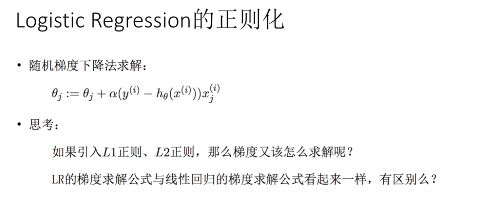 Logistic Regression的正则化
• 随机梯度下降法求解：
θ_j := θ_j + α(y^(i) − h_θ(x^(i)))x_j^(i)
• 思考：
如果引入L1正则、L2正则，那么梯度又该怎么求解呢？
LR的梯度求解公式与线性回归的梯度求解公式看起来一样，有区别么？